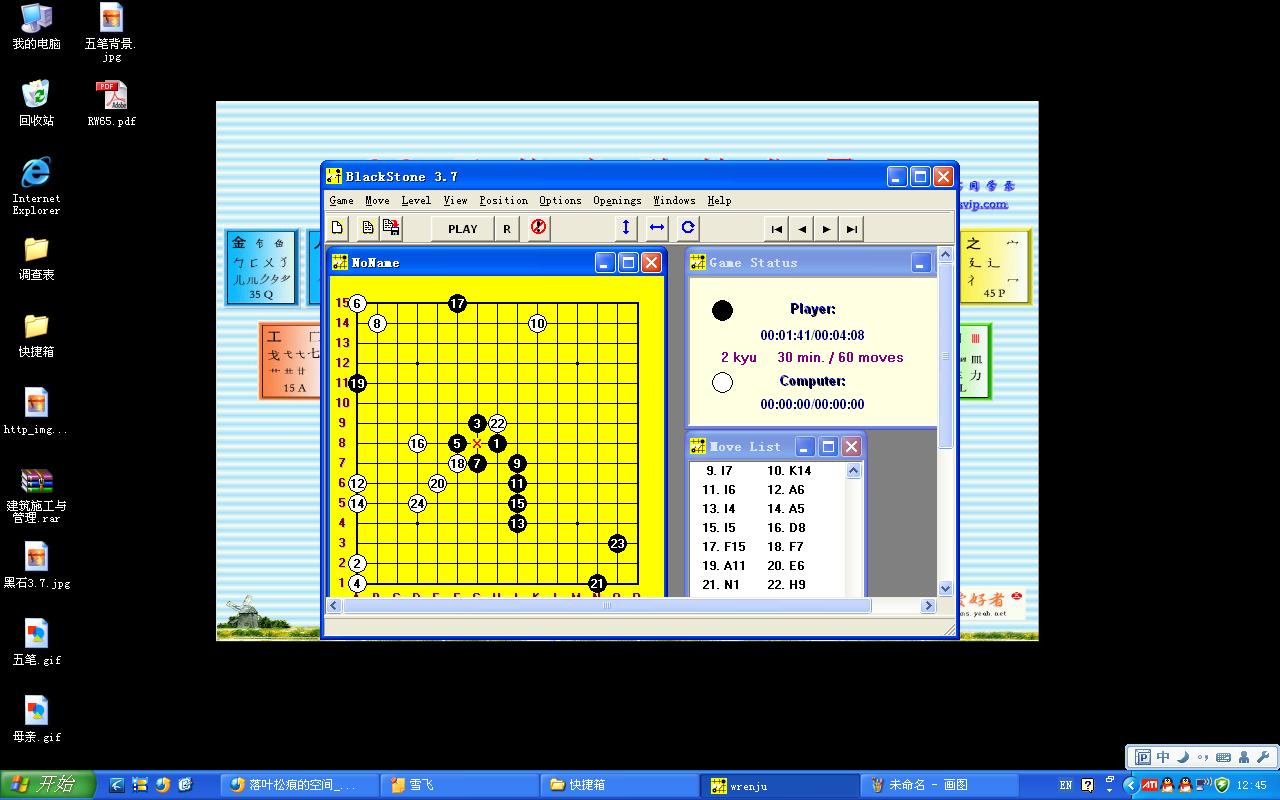 我的电脑
五笔背景.
jpg
回收站
RW65.pdf
Internet
Explorer
调查表
快捷箱
http_img...
建筑施工与
管理.rar
黑石3.7.jpg
五笔.gif
母亲.gif
金
35 Q
工
戈
15 A
之
45 P
力
BlackStone 3.7
Game Move Level View Position Options Openings Windows Help
PLAY R
NoName
15 6 17
14 8 10
13
12
11 19
10
9 3 22
8 16 5 × 1
7 18 7 9
6 12 20 11
5 14 24 15
4 13
3 23
2 2
1 4 21
Game Status
Player:
00:01:41/00:04:08
2 kyu 30 min. / 60 moves
Computer:
00:00:00/00:00:00
Move List
9. I7 10. K14
11. I6 12. A6
13. I4 14. A5
15. I5 16. D8
17. F15 18. F7
19. A11 20. E6
21. N1 22. H9
好者
中
开始
落叶松痕的空间_...
雪飞
快捷箱
wrenju
未命名 - 画图
EN
ATI
12:45